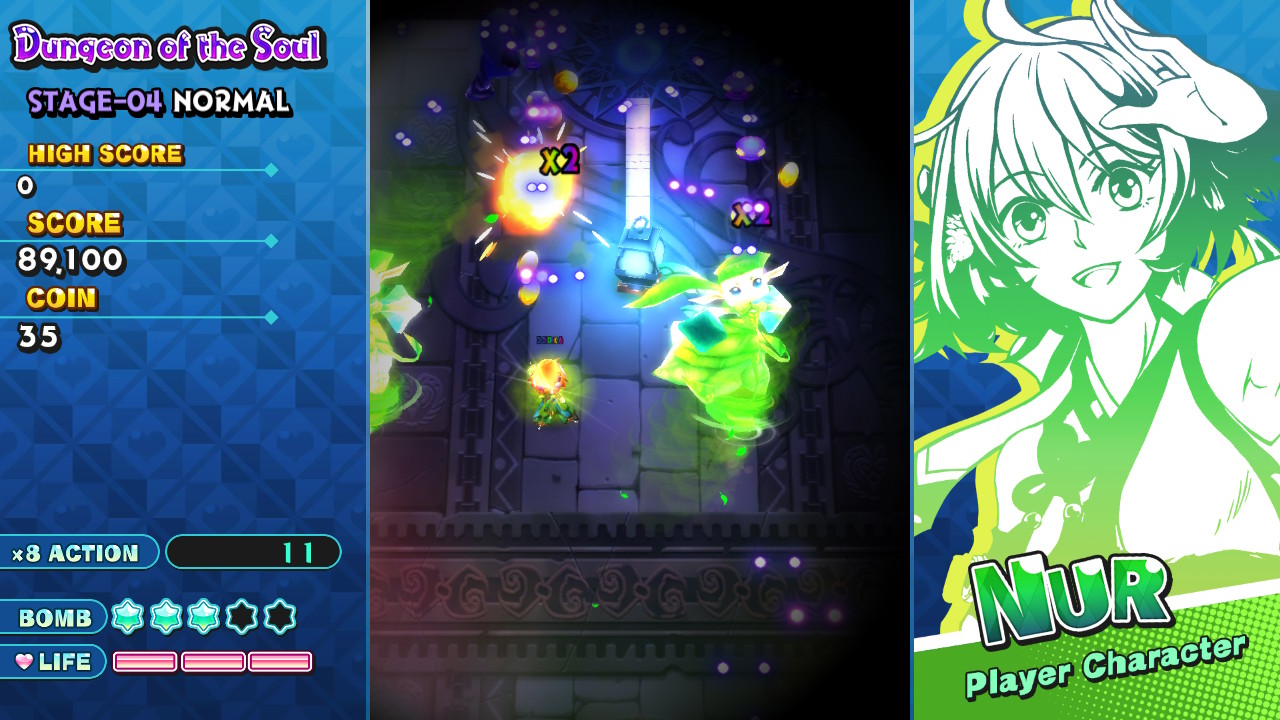 Dungeon of the Soul
STAGE-04 NORMAL
HIGH SCORE
0
SCORE
89,100
COIN
35
×8 ACTION
11
BOMB
LIFE
x2
x2
NUR
Player Character